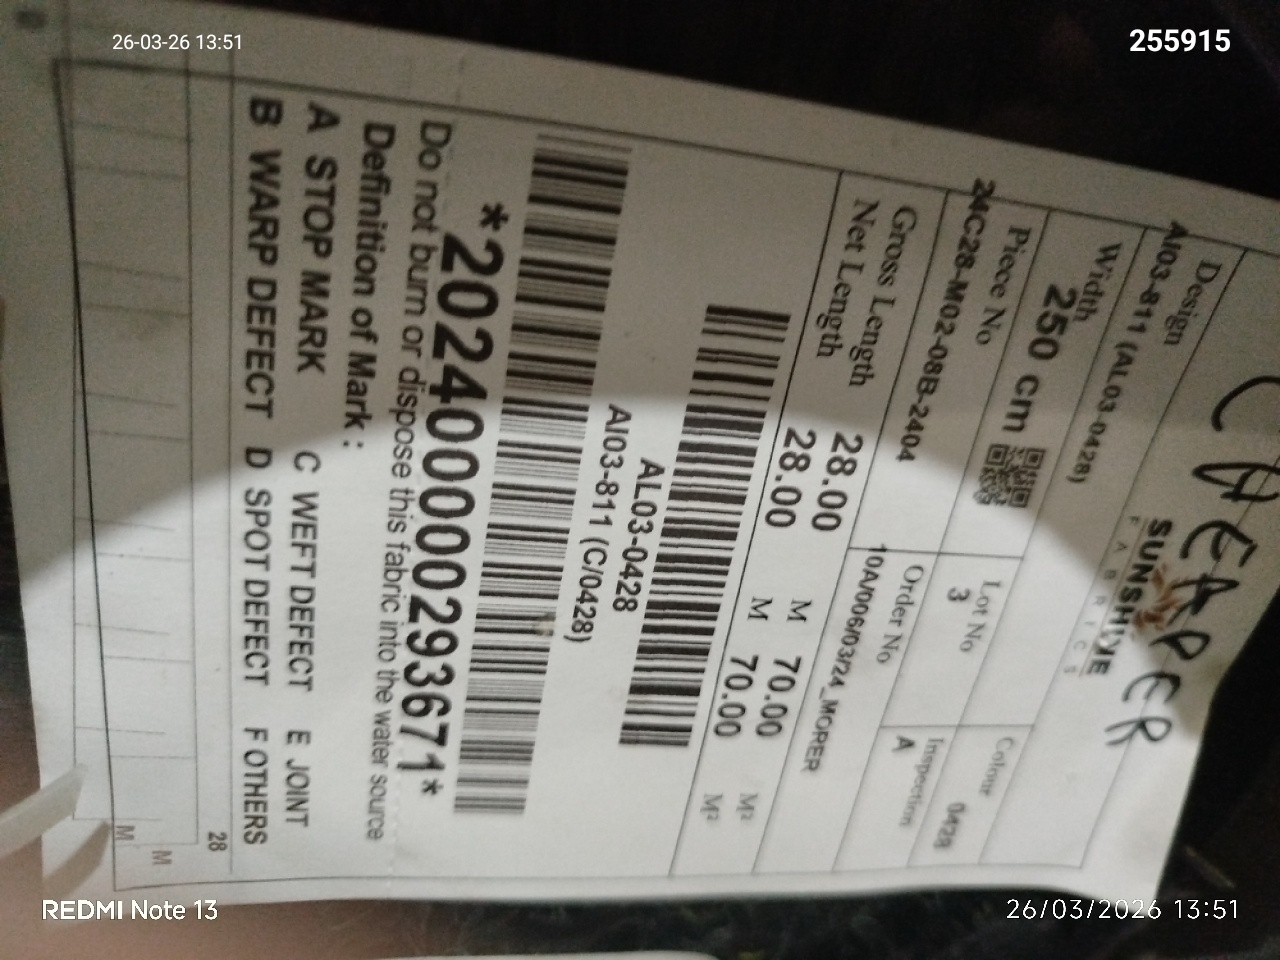 26-03-26 13:51
255915
CHEAPER
SUNSHINE
FABRICS
Design
AI03-811 (AL03-0428)
Width
250 cm
Colour
0428
Piece No
24C28-M02-08B-2404
Lot No
3
Inspection
A
Order No
10A/006/03/24_MORER
Gross Length 28.00 M 70.00 M²
Net Length 28.00 M 70.00 M²
AL03-0428
AI03-811 (C/0428)
*20240000293671*
Do not burn or dispose this fabric into the water source
Definition of Mark :
A STOP MARK C WEFT DEFECT E JOINT
B WARP DEFECT D SPOT DEFECT F OTHERS
28
M
M
REDMI Note 13
26/03/2026 13:51